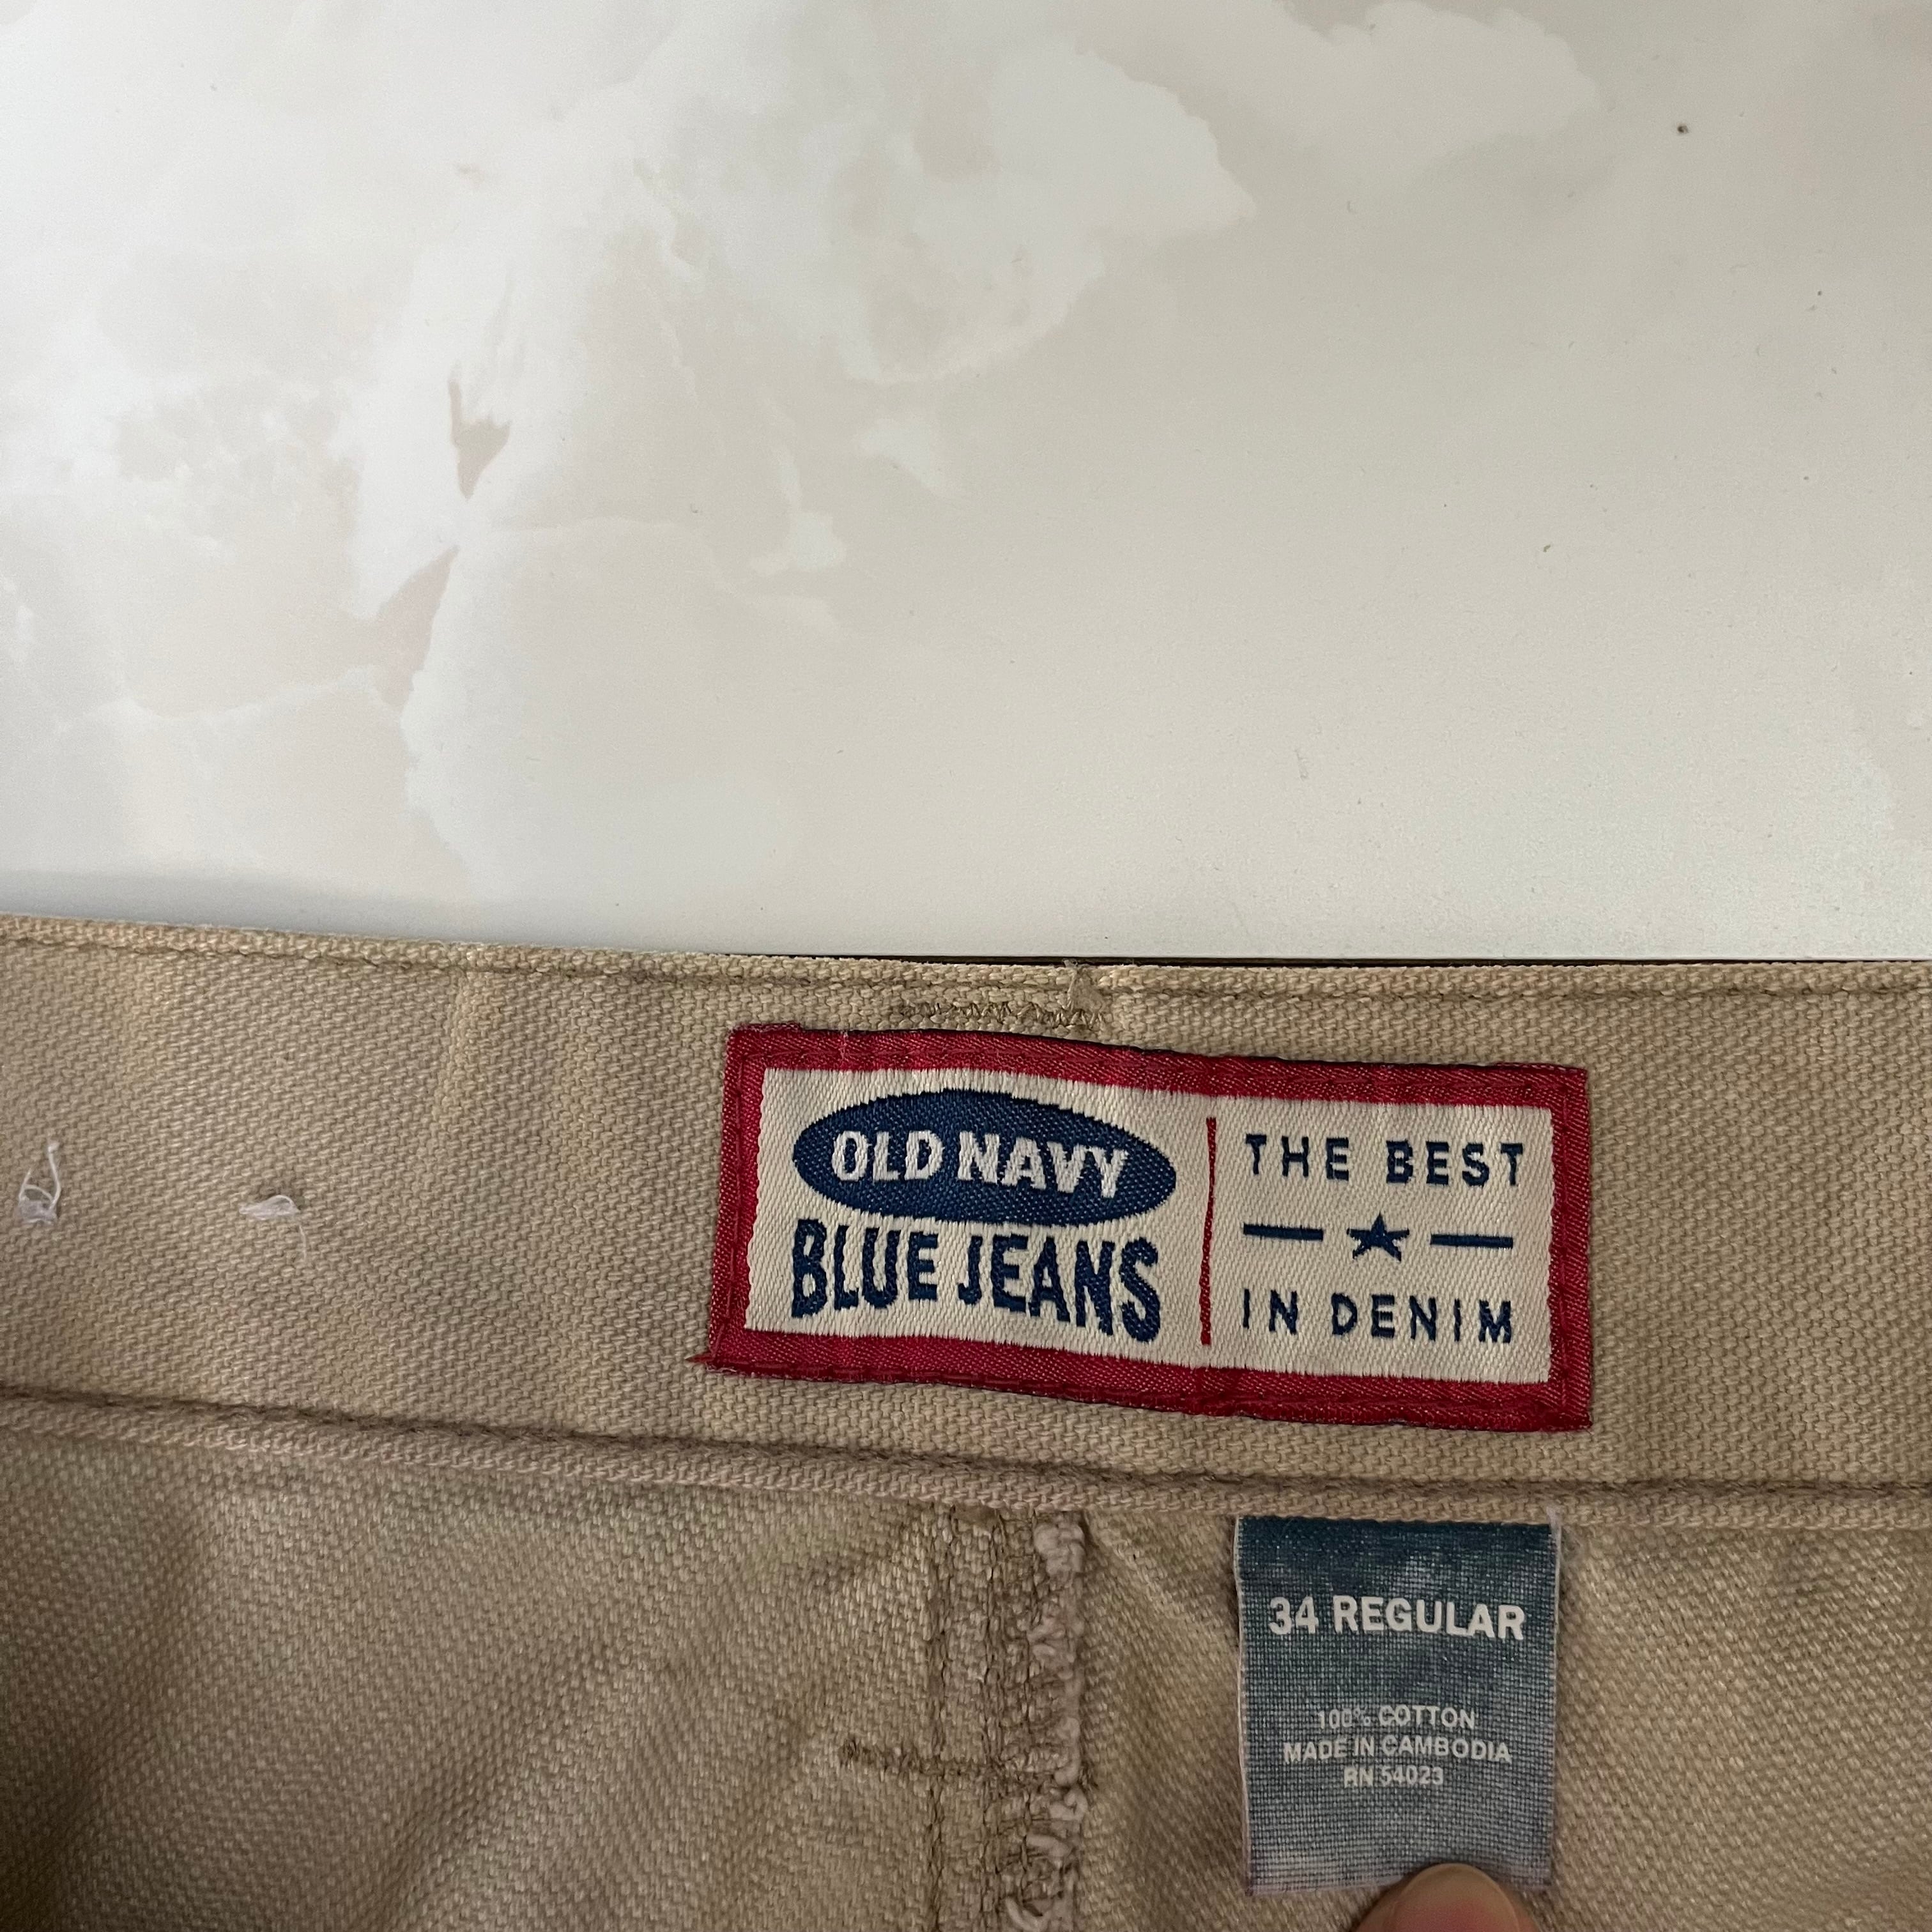 OLD NAVY
BLUE JEANS
THE BEST
IN DENIM
34 REGULAR
100% COTTON
MADE IN CAMBODIA
RN 54023